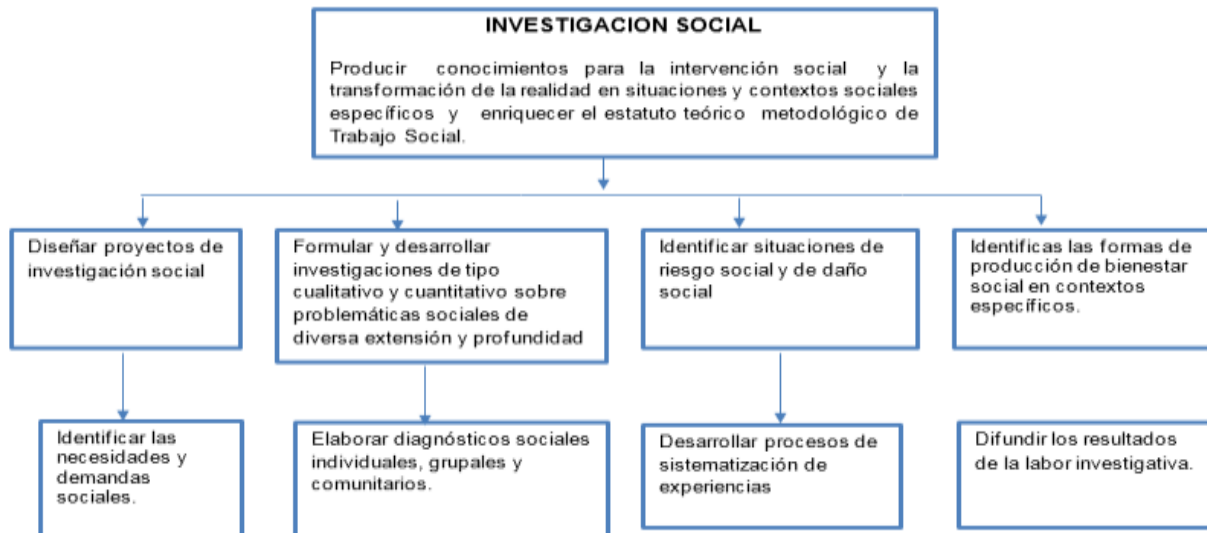 INVESTIGACION SOCIAL
Producir conocimientos para la intervención social y la
transformación de la realidad en situaciones y contextos sociales
específicos y enriquecer el estatuto teórico metodológico de
Trabajo Social.
Diseñar proyectos de
investigación social
Formular y desarrollar
investigaciones de tipo
cualitativo y cuantitativo sobre
problemáticas sociales de
diversa extensión y profundidad
Identificar situaciones de
riesgo social y de daño
social
Identificas las formas de
producción de bienestar
social en contextos
específicos.
Identificar las
necesidades y
demandas
sociales.
Elaborar diagnósticos sociales
individuales, grupales y
comunitarios.
Desarrollar procesos de
sistematización de
experiencias
Difundir los resultados
de la labor investigativa.